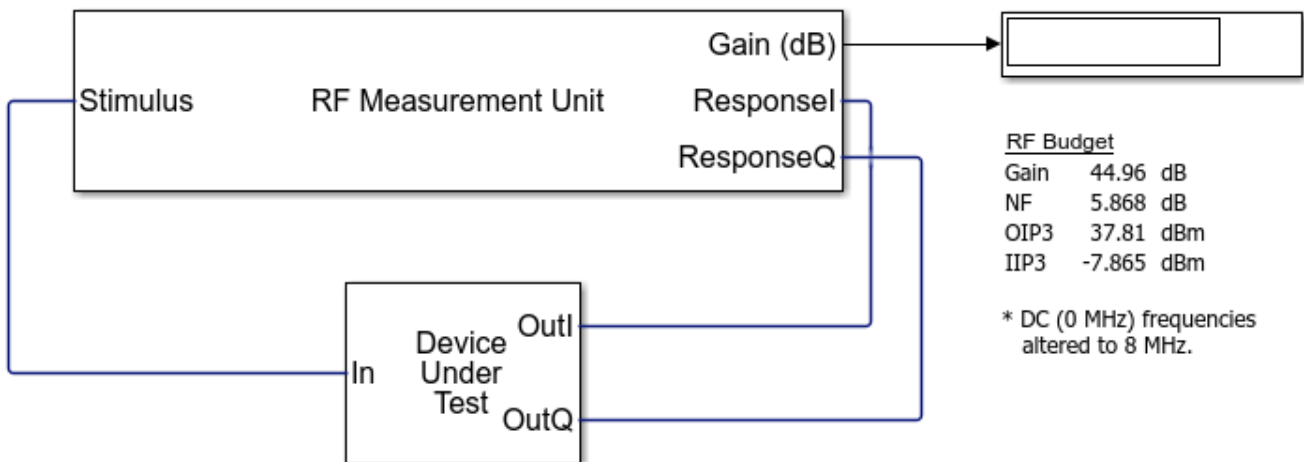 Gain (dB)
Stimulus
RF Measurement Unit
ResponseI
ResponseQ
RF Budget
Gain 44.96 dB
NF 5.868 dB
OIP3 37.81 dBm
IIP3 -7.865 dBm
* DC (0 MHz) frequencies
altered to 8 MHz.
In
Device
Under
Test
OutI
OutQ